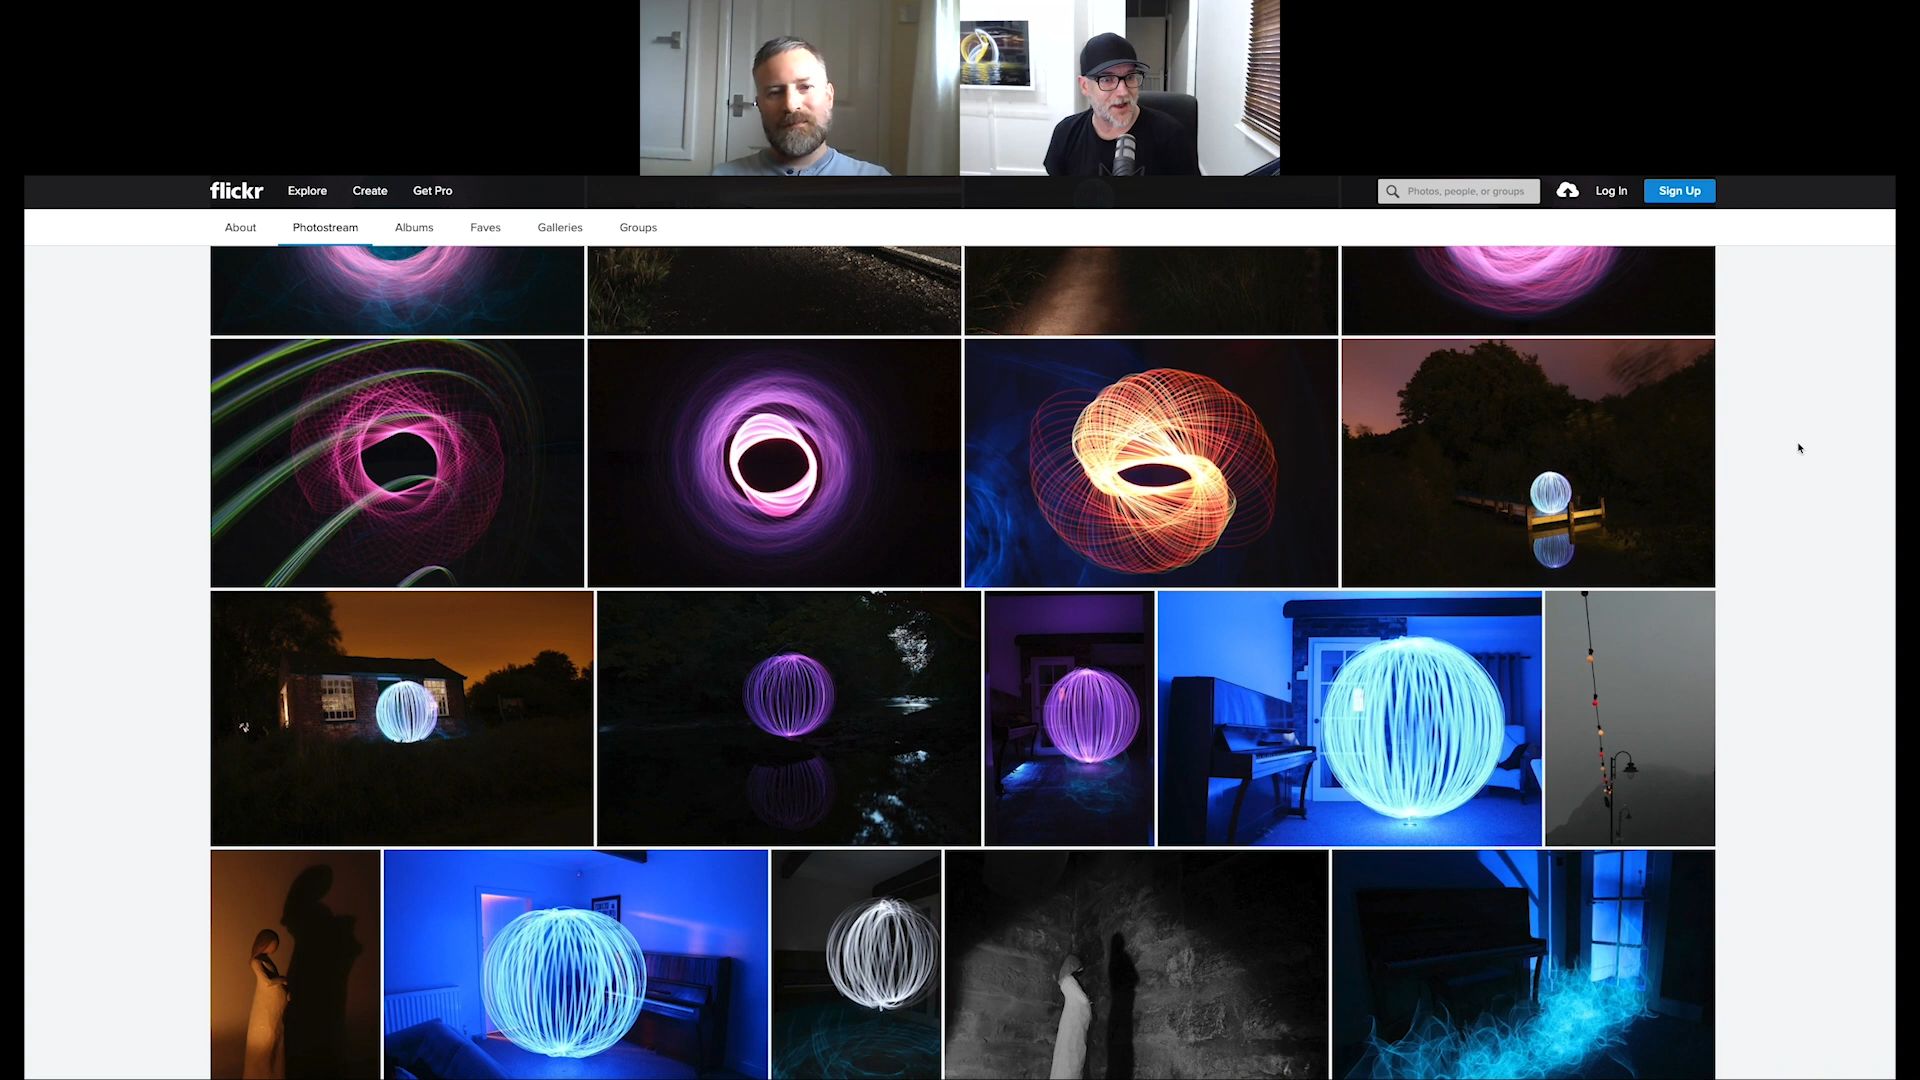 flickr Explore Create Get Pro Photos, people, or groups Log In Sign Up
About Photostream Albums Faves Galleries Groups